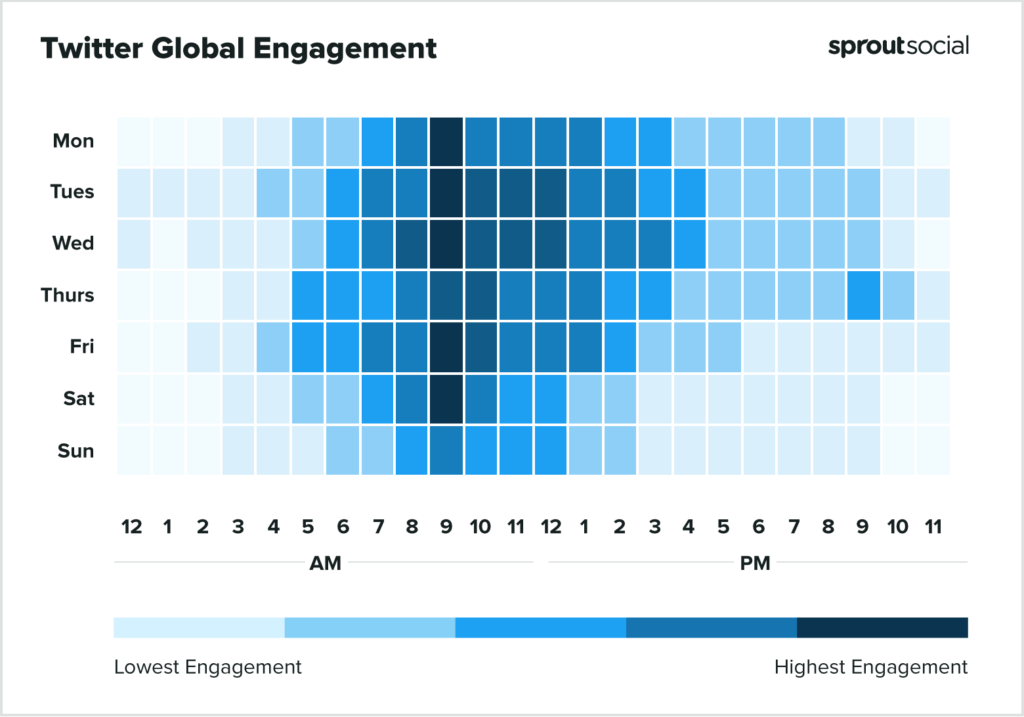 Twitter Global Engagement
sproutsocial
Mon
Tues
Wed
Thurs
Fri
Sat
Sun
12 1 2 3 4 5 6 7 8 9 10 11 12 1 2 3 4 5 6 7 8 9 10 11
AM PM
Lowest Engagement Highest Engagement